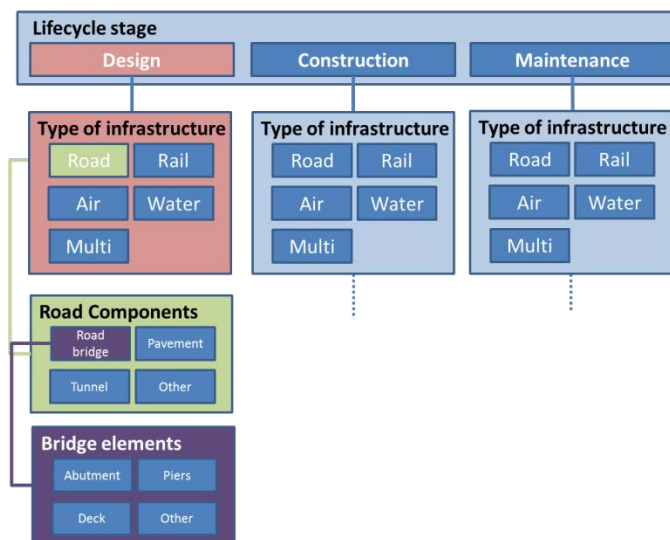 Lifecycle stage
Design
Construction
Maintenance
Type of infrastructure
Road
Rail
Air
Water
Multi
Type of infrastructure
Road
Rail
Air
Water
Multi
Type of infrastructure
Road
Rail
Air
Water
Multi
Road Components
Road
bridge
Pavement
Tunnel
Other
Bridge elements
Abutment
Piers
Deck
Other